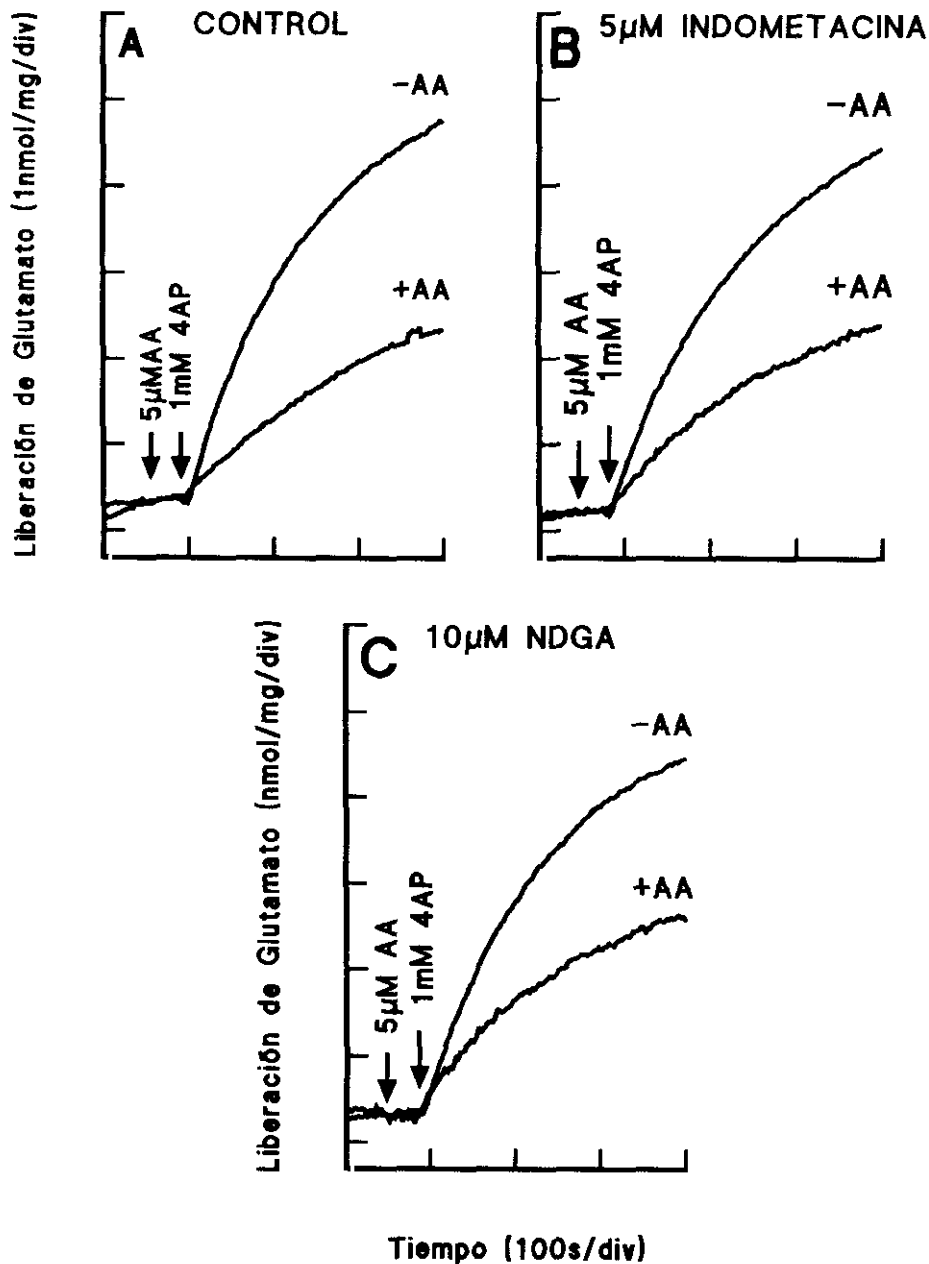 A
CONTROL
Liberación de Glutamato (1nmol/mg/div)
-AA
+AA
5µMAA
1mM 4AP
B
5µM INDOMETACINA
-AA
+AA
5µM AA
1mM 4AP
C
10µM NDGA
Liberación de Glutamato (nmol/mg/div)
-AA
+AA
5µM AA
1mM 4AP
Tiempo (100s/div)